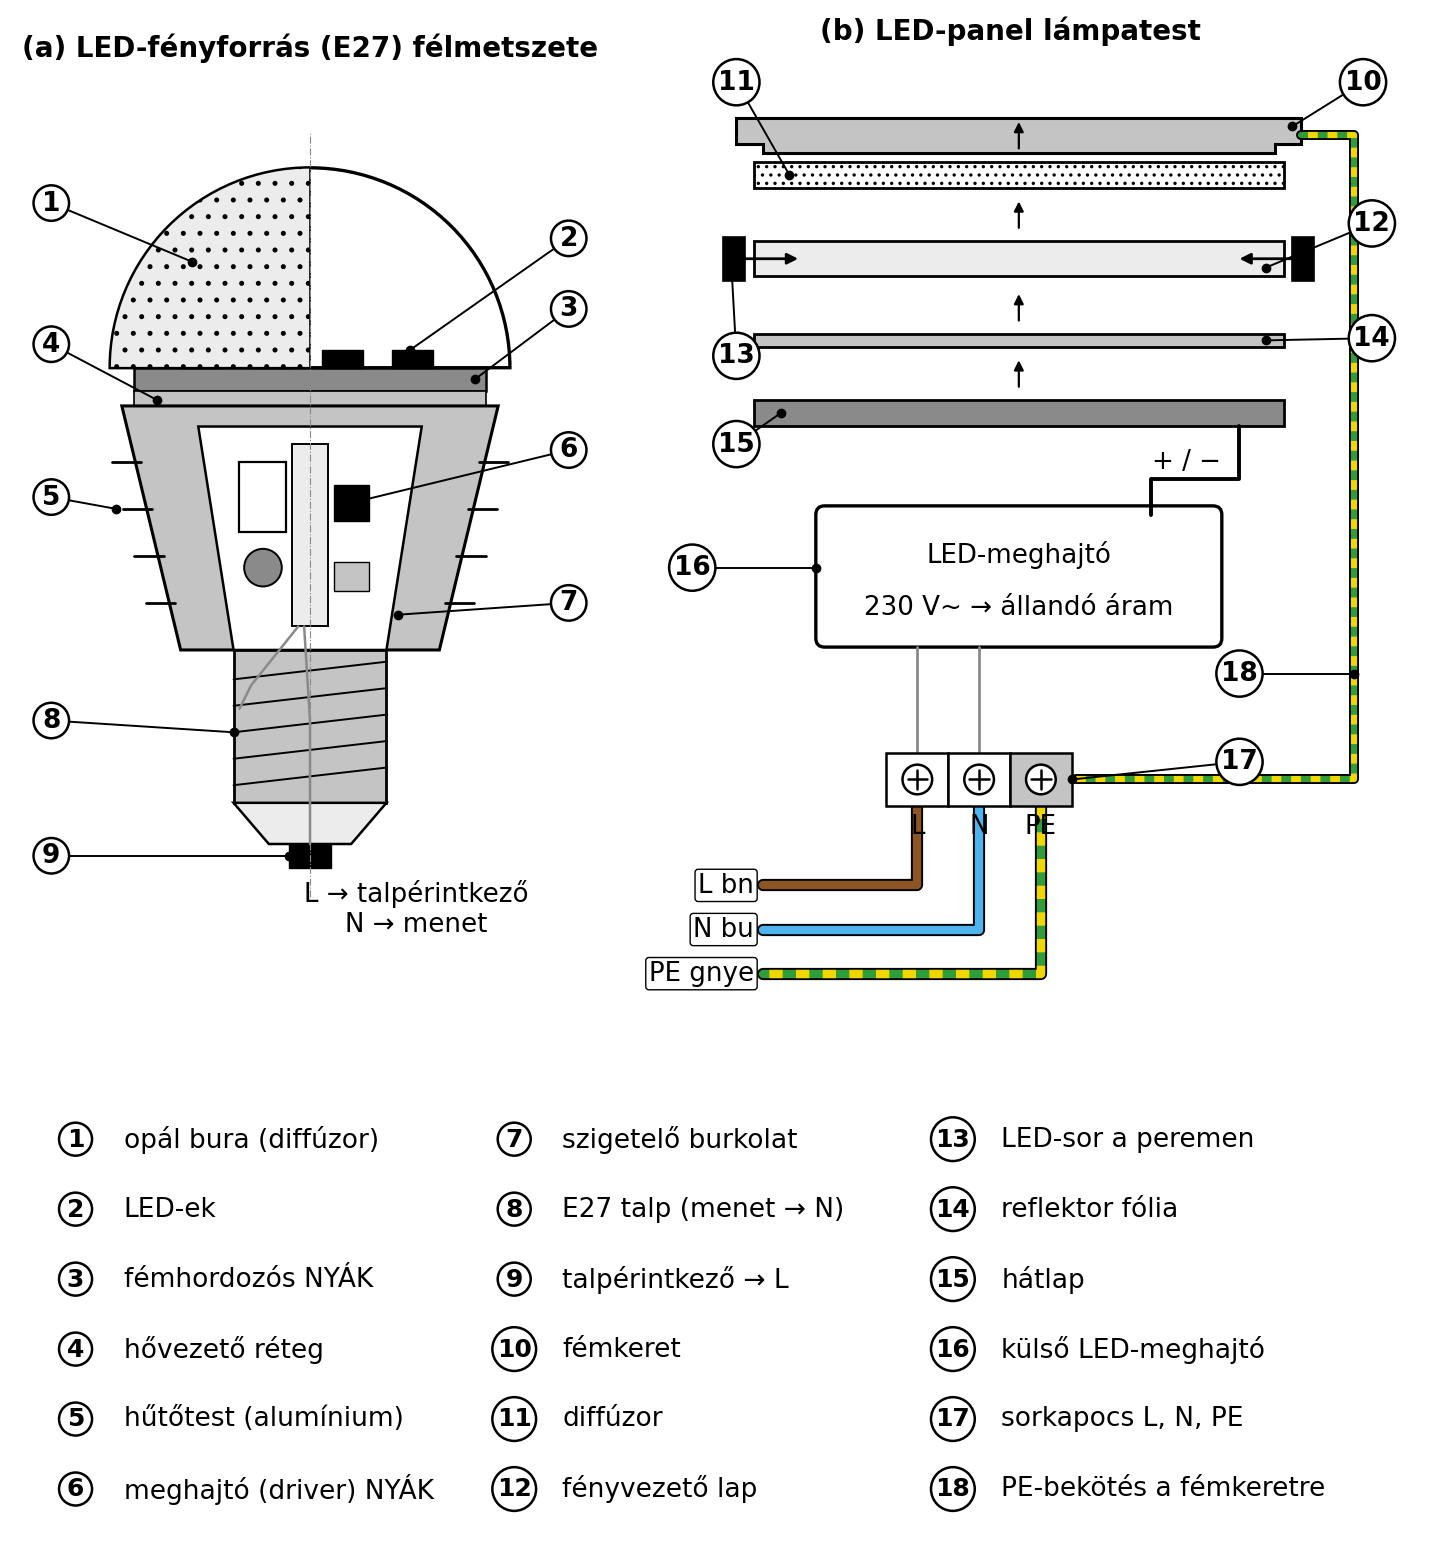 (a) LED-fényforrás (E27) félmetszete
(b) LED-panel lámpatest
11
10
1
12
2
3
4
13
14
15
6
+ / −
5
LED-meghajtó
16
230 V~ → állandó áram
7
18
8
17
L N PE
9
L bn
L → talpérintkező
N → menet
N bu
PE gnye
1 opál bura (diffúzor)
7 szigetelő burkolat
13 LED-sor a peremen
2 LED-ek
8 E27 talp (menet → N)
14 reflektor fólia
3 fémhordozós NYÁK
9 talpérintkező → L
15 hátlap
4 hővezető réteg
10 fémkeret
16 külső LED-meghajtó
5 hűtőtest (alumínium)
11 diffúzor
17 sorkapocs L, N, PE
6 meghajtó (driver) NYÁK
12 fényvezető lap
18 PE-bekötés a fémkeretre